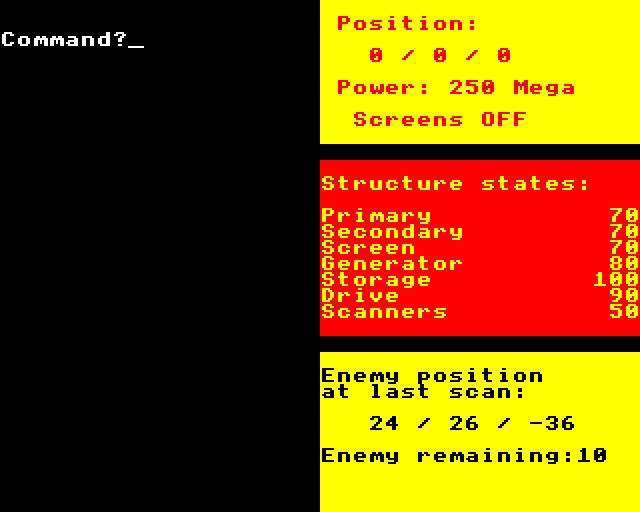 Command?_
Position:
0 / 0 / 0
Power: 250 Mega
Screens OFF
Structure states:
Primary 70
Secondary 70
Screen 70
Generator 80
Storage 100
Drive 90
Scanners 50
Enemy position
at last scan:
24 / 26 / -36
Enemy remaining:10